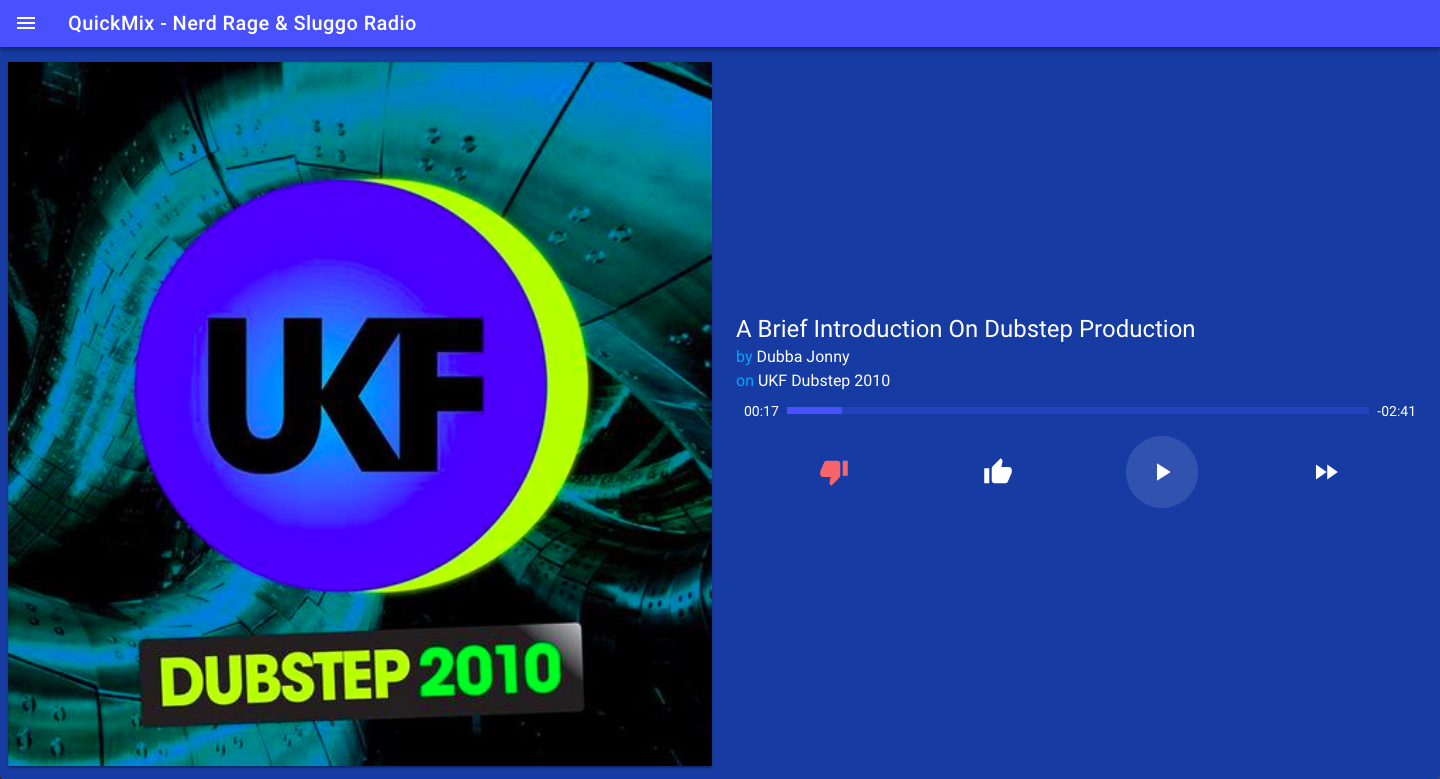 QuickMix - Nerd Rage & Sluggo Radio
UKF
DUBSTEP 2010
A Brief Introduction On Dubstep Production
by Dubba Jonny
on UKF Dubstep 2010
00:17 -02:41